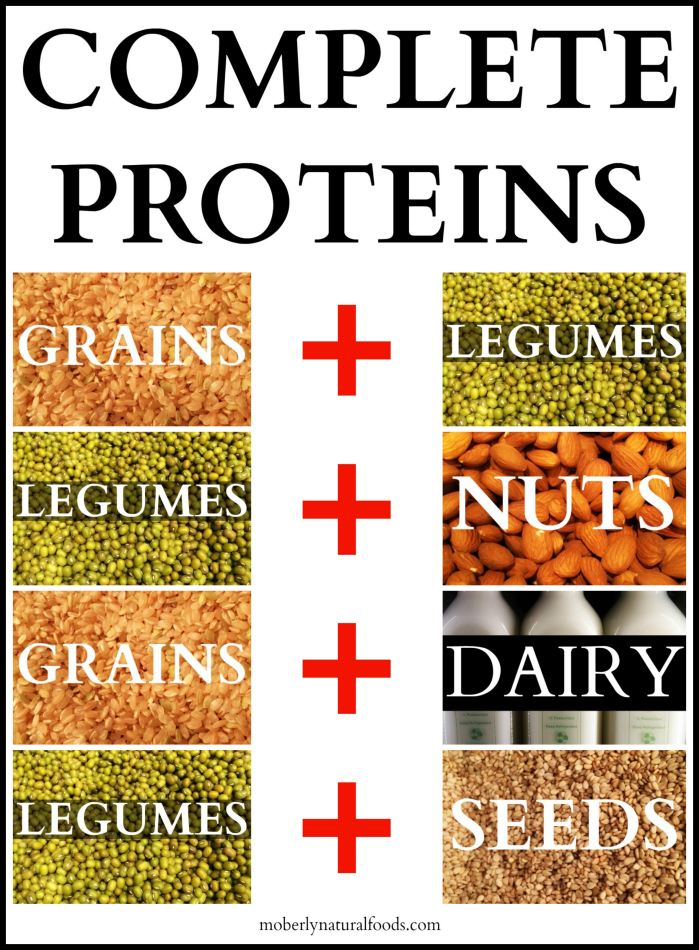 COMPLETE
PROTEINS
GRAINS + LEGUMES
LEGUMES + NUTS
GRAINS + DAIRY
LEGUMES + SEEDS
moberlynaturalfoods.com